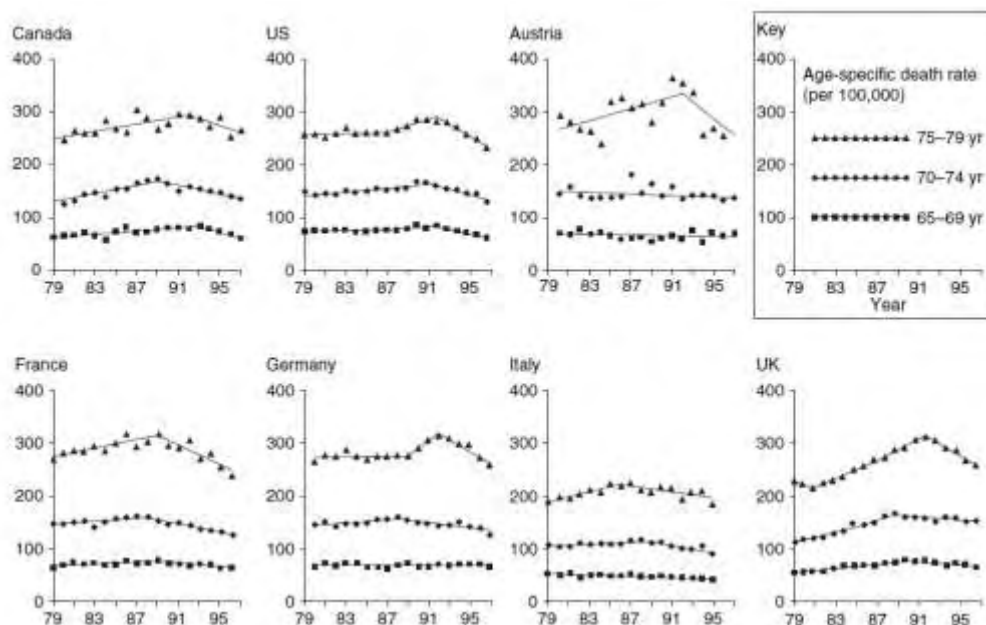 Canada
US
Austria
Key
400
300
200
100
0
79 83 87 91 95
400
300
200
100
0
79 83 87 91 95
400
300
200
100
0
79 83 87 91 95
400
300
200
100
0
79 83 87 91 95
Year
Age-specific death rate
(per 100,000)
75–79 yr
70–74 yr
65–69 yr
France
Germany
Italy
UK
400
300
200
100
0
79 83 87 91 95
400
300
200
100
0
79 83 87 91 95
400
300
200
100
0
79 83 87 91 95
400
300
200
100
0
79 83 87 91 95